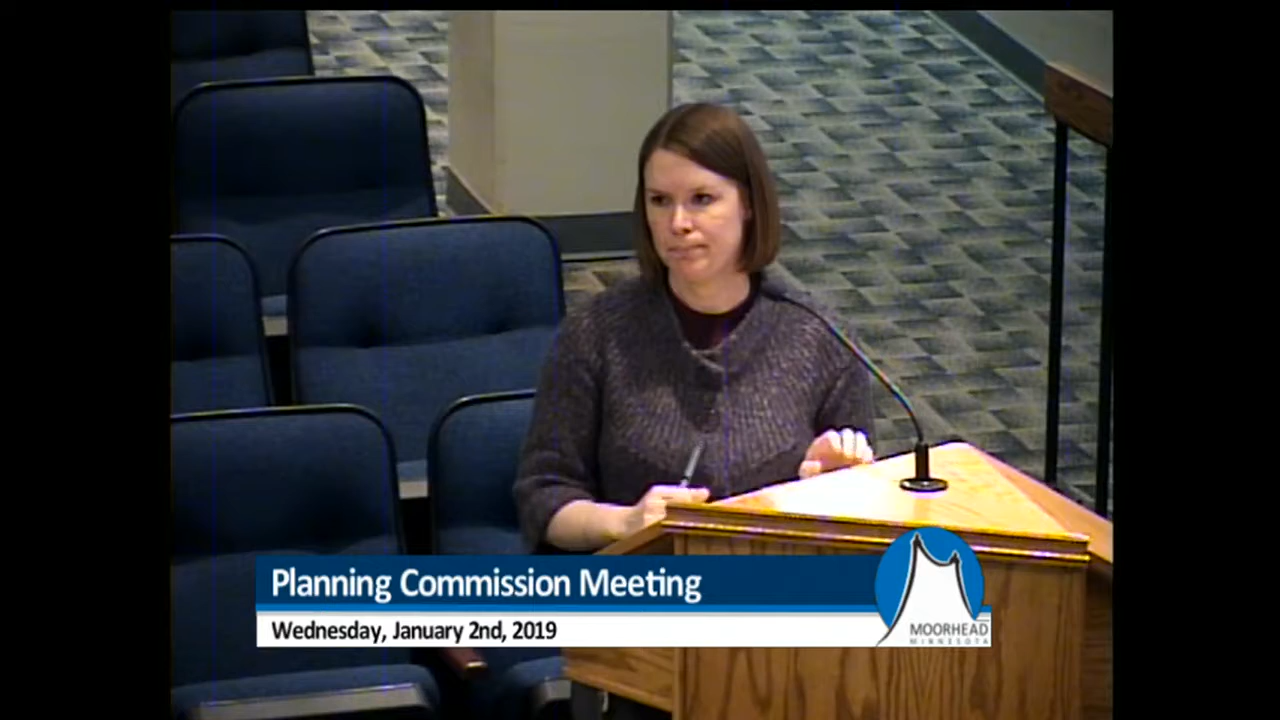 Planning Commission Meeting
Wednesday, January 2nd, 2019
MOORHEAD
MINNESOTA